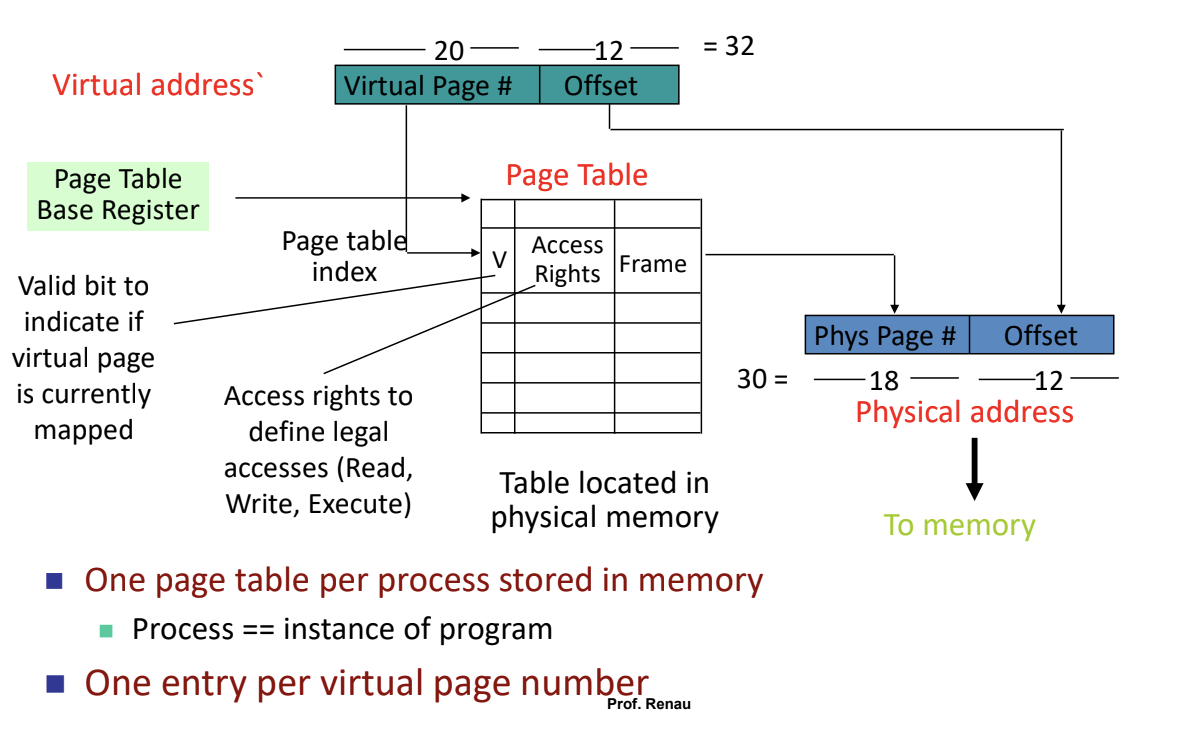 20
12
= 32
Virtual address`
Virtual Page #
Offset
Page Table
Base Register
Page Table
Page table
index
V
Access
Rights
Frame
Valid bit to
indicate if
virtual page
is currently
mapped
Phys Page #
Offset
30 =
18
12
Physical address
Access rights to
define legal
accesses (Read,
Write, Execute)
Table located in
physical memory
To memory
One page table per process stored in memory
Process == instance of program
One entry per virtual page number
Prof. Renau